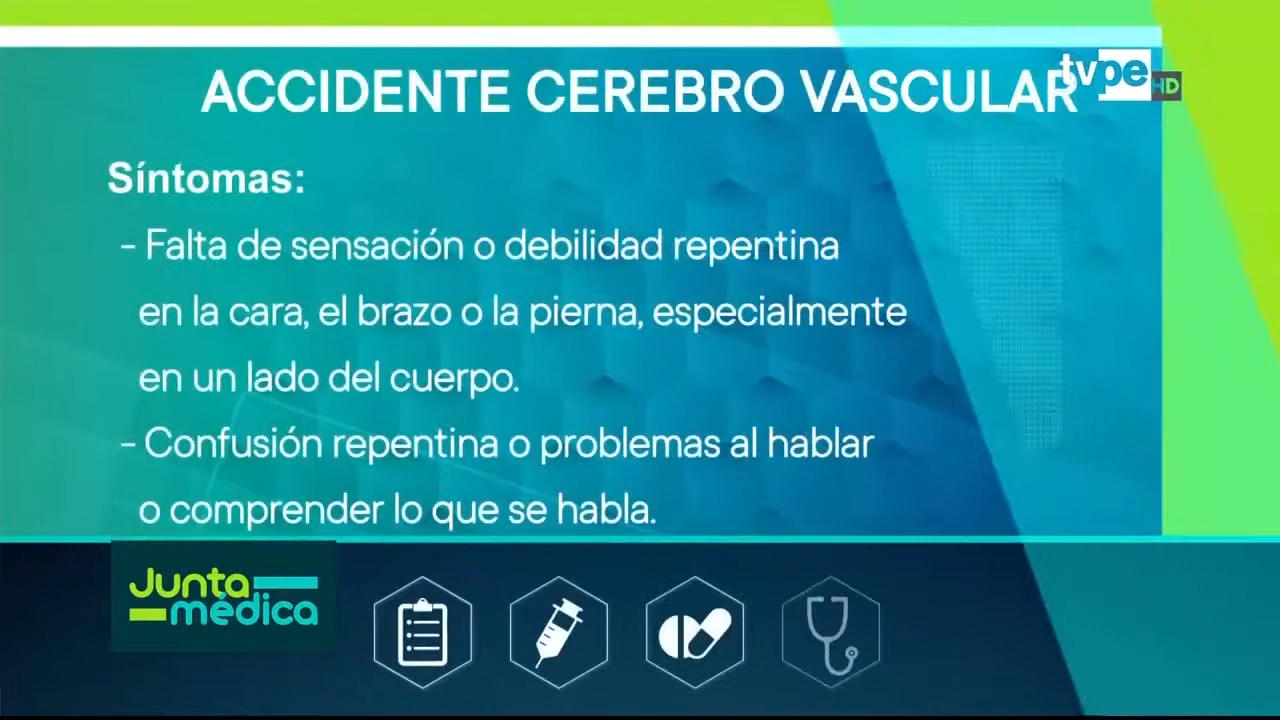 ACCIDENTE CEREBRO VASCULAR
tvpe HD
Síntomas:
- Falta de sensación o debilidad repentina
en la cara, el brazo o la pierna, especialmente
en un lado del cuerpo.
- Confusión repentina o problemas al hablar
o comprender lo que se habla.
Junta
médica